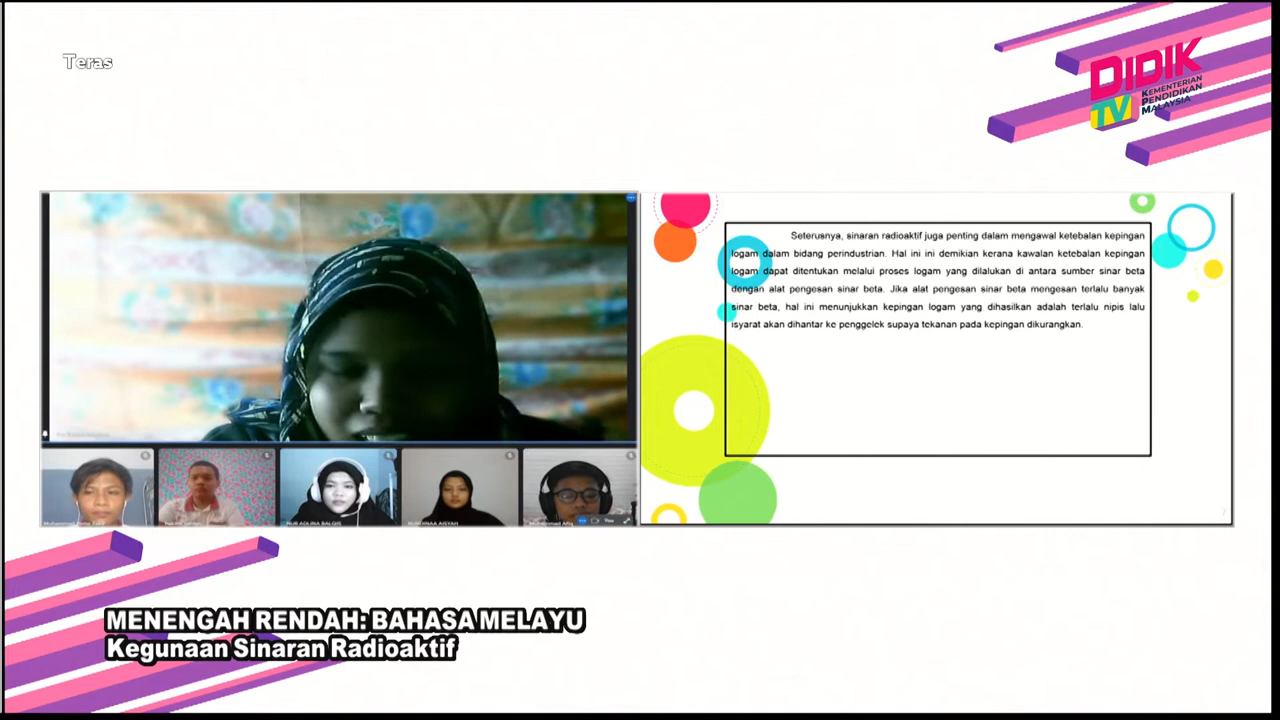 Teras
DIDIK
TV
KEMENTERIAN
PENDIDIKAN
MALAYSIA
Seterusnya, sinaran radioaktif juga penting dalam mengawal ketebalan kepingan
logam dalam bidang perindustrian. Hal ini ini demikian kerana kawalan ketebalan kepingan
logam dapat ditentukan melalui proses logam yang dilalukan di antara sumber sinar beta
dengan alat pengesan sinar beta. Jika alat pengesan sinar beta mengesan terlalu banyak
sinar beta, hal ini menunjukkan kepingan logam yang dihasilkan adalah terlalu nipis lalu
isyarat akan dihantar ke penggelek supaya tekanan pada kepingan dikurangkan.
7
NUR ADLINA BALQIS
MENENGAH RENDAH: BAHASA MELAYU
Kegunaan Sinaran Radioaktif